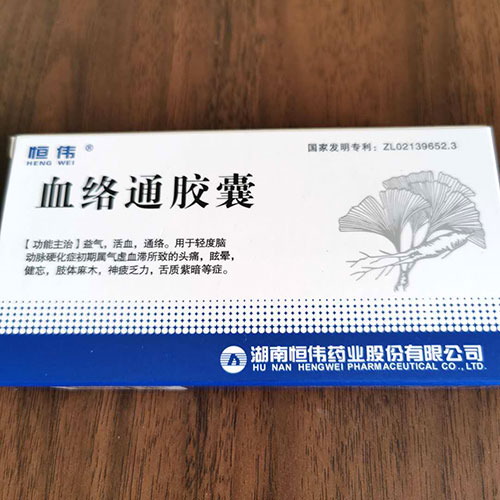 恒伟®
HENG WEI
国家发明专利：ZL02139652.3
血络通胶囊
【功能主治】益气，活血，通络。用于轻度脑
动脉硬化症初期属气虚血滞所致的头痛，眩晕，
健忘，肢体麻木，神疲乏力，舌质紫暗等症。
湖南恒伟药业股份有限公司
HU NAN HENGWEI PHARMACEUTICAL CO., LTD.